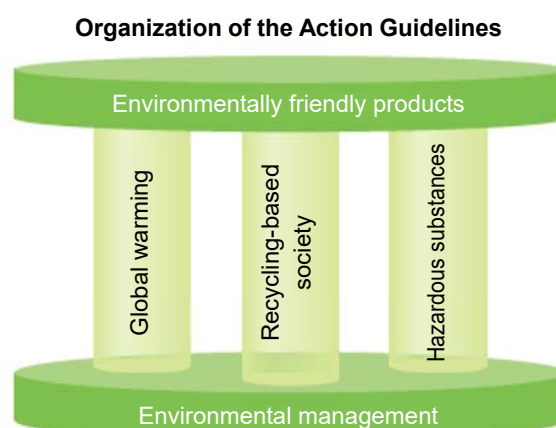 Organization of the Action Guidelines
Environmentally friendly products
Global warming
Recycling-based
society
Hazardous substances
Environmental management